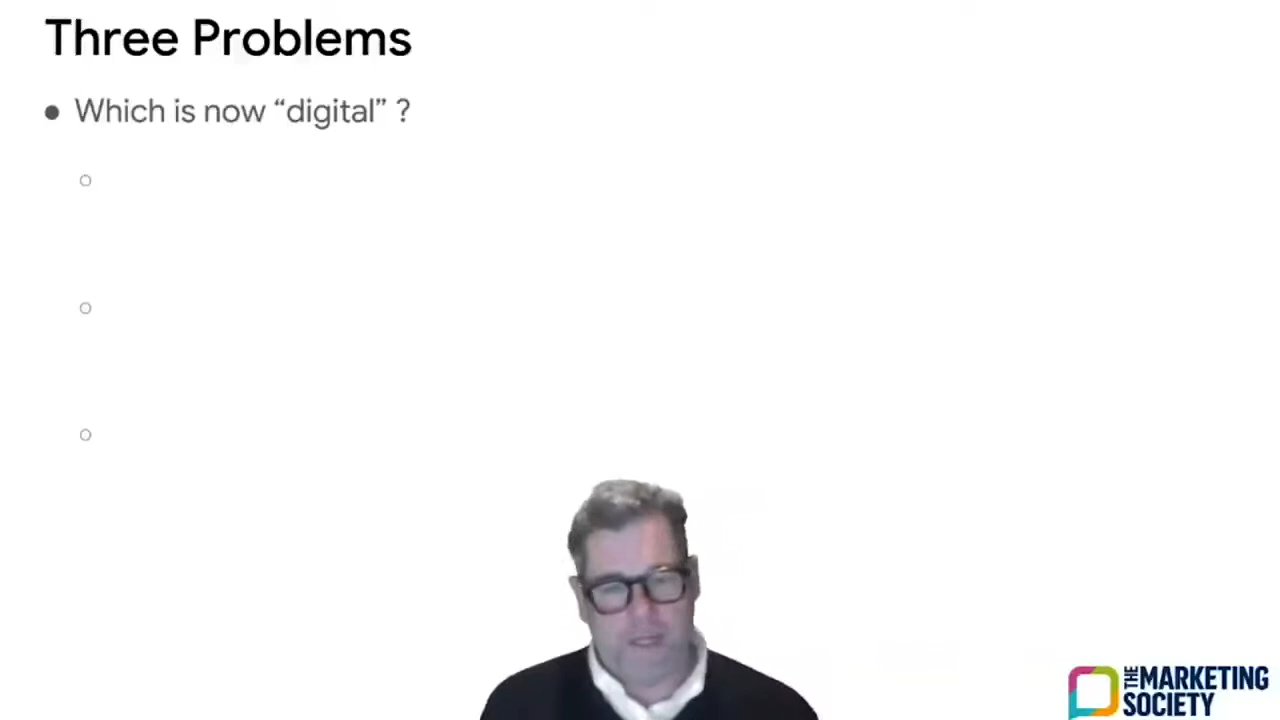 Three Problems
● Which is now “digital” ?
○
○
○
THE MARKETING
SOCIETY